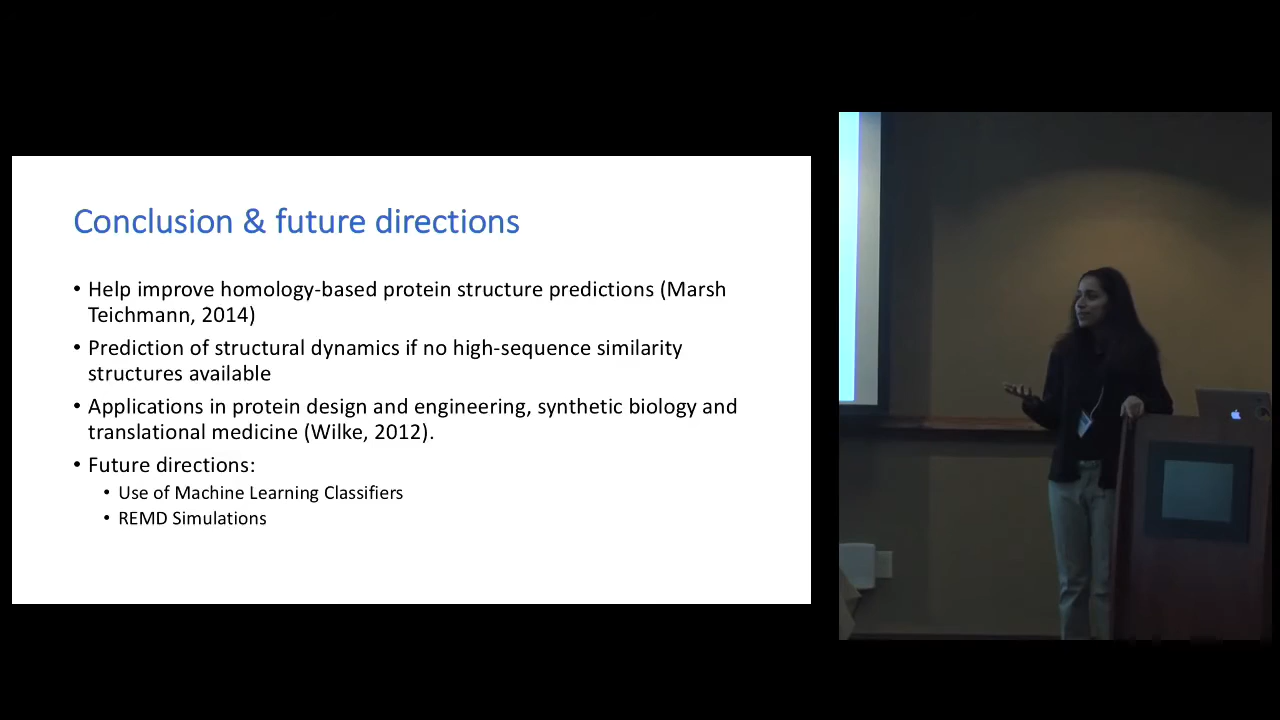 Conclusion & future directions
• Help improve homology-based protein structure predictions (Marsh
Teichmann, 2014)
• Prediction of structural dynamics if no high-sequence similarity
structures available
• Applications in protein design and engineering, synthetic biology and
translational medicine (Wilke, 2012).
• Future directions:
• Use of Machine Learning Classifiers
• REMD Simulations